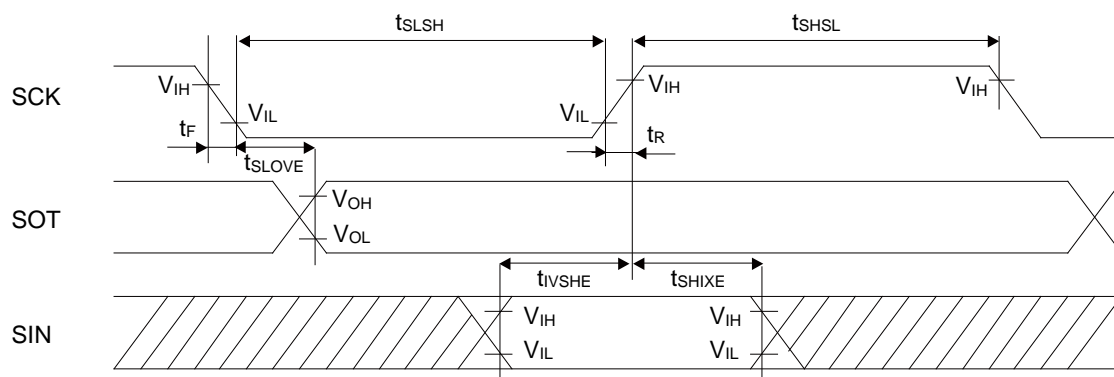 tSLSH
tSHSL
SCK
VIH
VIL
VIL
VIH
VIH
tF
tR
tSLOVE
SOT
VOH
VOL
tIVSHE
tSHIXE
SIN
VIH
VIH
VIL
VIL